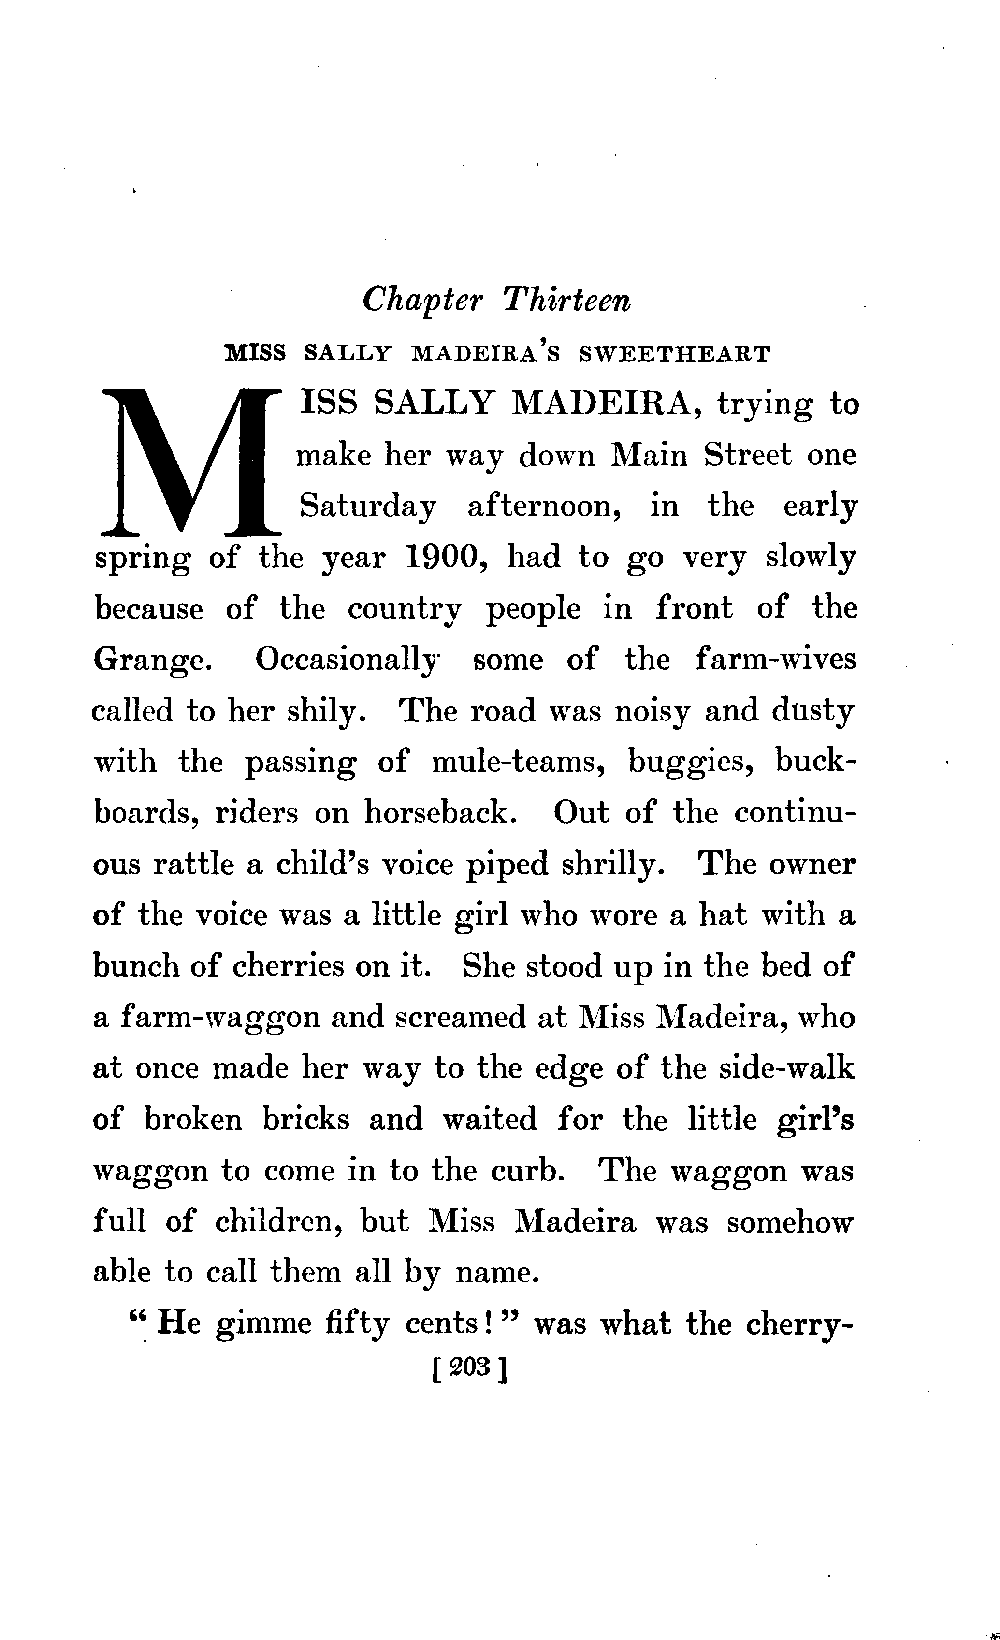 Chapter Thirteen
MISS SALLY MADEIRA'S SWEETHEART
MISS SALLY MADEIRA, trying to
make her way down Main Street one
Saturday afternoon, in the early
spring of the year 1900, had to go very slowly
because of the country people in front of the
Grange. Occasionally some of the farm-wives
called to her shily. The road was noisy and dusty
with the passing of mule-teams, buggies, buck-
boards, riders on horseback. Out of the continu-
ous rattle a child's voice piped shrilly. The owner
of the voice was a little girl who wore a hat with a
bunch of cherries on it. She stood up in the bed of
a farm-waggon and screamed at Miss Madeira, who
at once made her way to the edge of the side-walk
of broken bricks and waited for the little girl's
waggon to come in to the curb. The waggon was
full of children, but Miss Madeira was somehow
able to call them all by name.
" He gimme fifty cents! " was what the cherry-
[ 203 ]